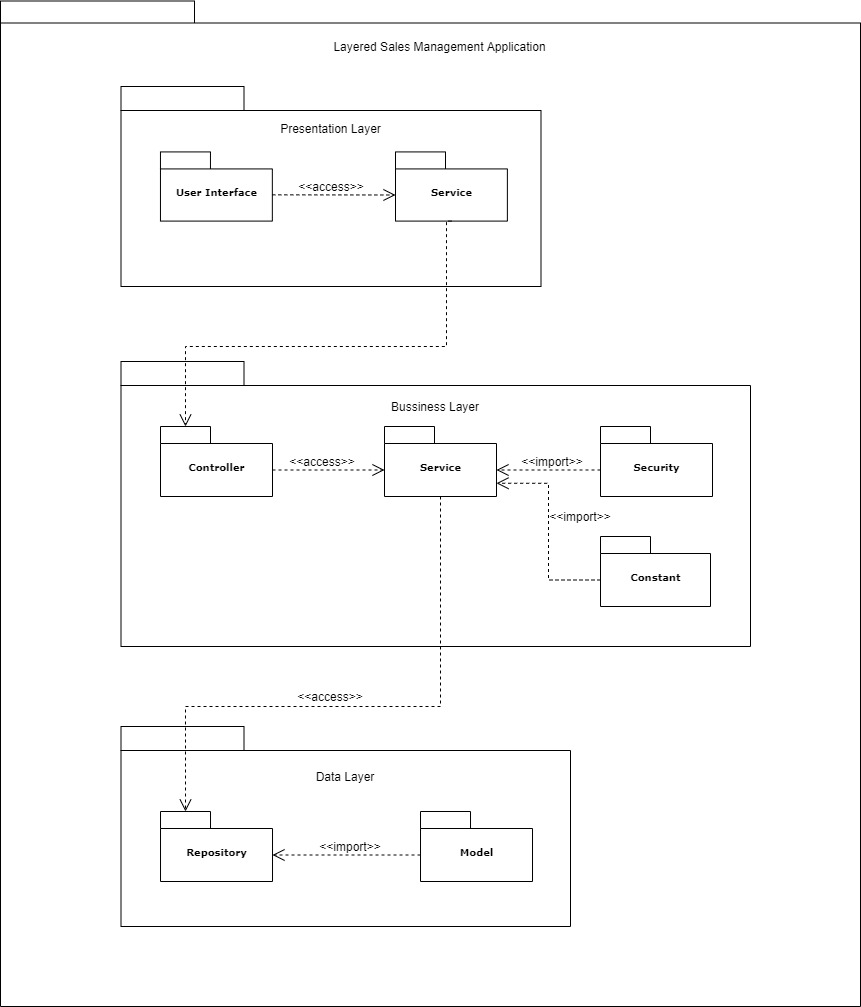 Layered Sales Management Application
Presentation Layer
User Interface
<<access>>
Service
Bussiness Layer
Controller
<<access>>
Service
<<import>>
Security
<<import>>
Constant
<<access>>
Data Layer
Repository
<<import>>
Model